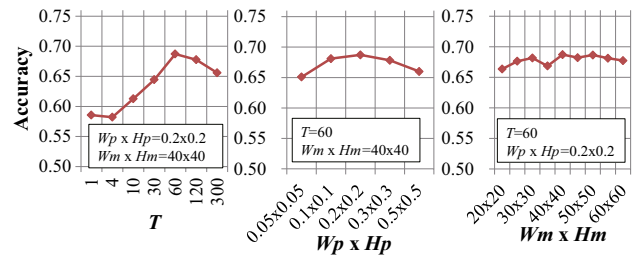 Accuracy
0.75
0.70
0.65
0.60
0.55
0.50
Wp x Hp=0.2x0.2
Wm x Hm=40x40
1
4
10
30
60
120
300
T
0.75
0.70
0.65
0.60
0.55
0.50
T=60
Wm x Hm=40x40
0.05x0.05
0.1x0.1
0.2x0.2
0.3x0.3
0.5x0.5
Wp x Hp
0.75
0.70
0.65
0.60
0.55
0.50
T=60
Wp x Hp=0.2x0.2
20x20
30x30
40x40
50x50
60x60
Wm x Hm